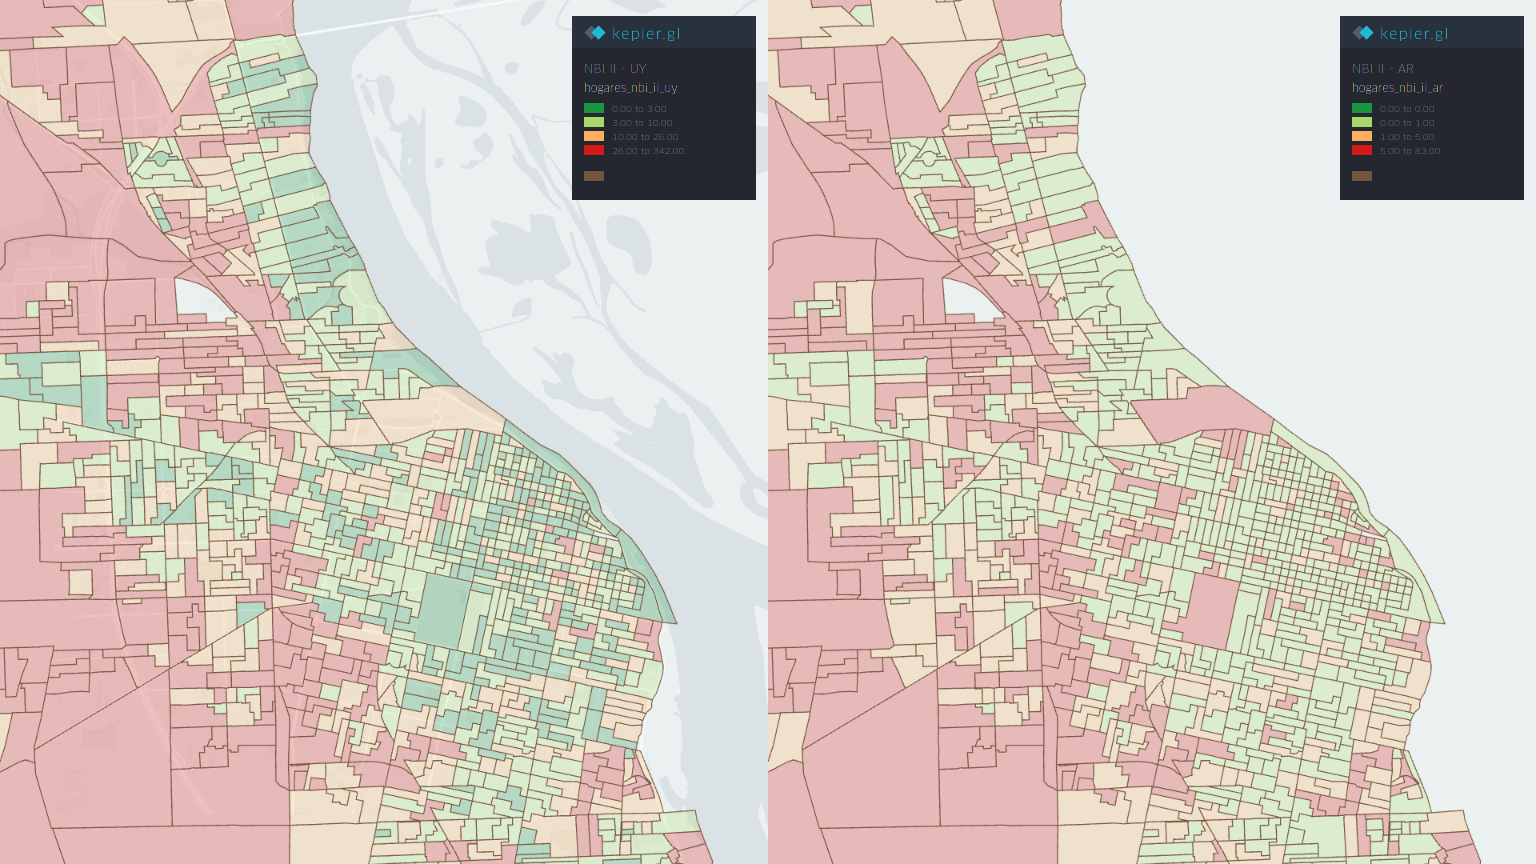 kepler.gl
NBI II - UY
hogares_nbi_ii_uy
0.00 to 3.00
3.00 to 10.00
10.00 to 26.00
26.00 to 342.00
kepler.gl
NBI II - AR
hogares_nbi_ii_ar
0.00 to 0.00
0.00 to 1.00
1.00 to 5.00
5.00 to 83.00